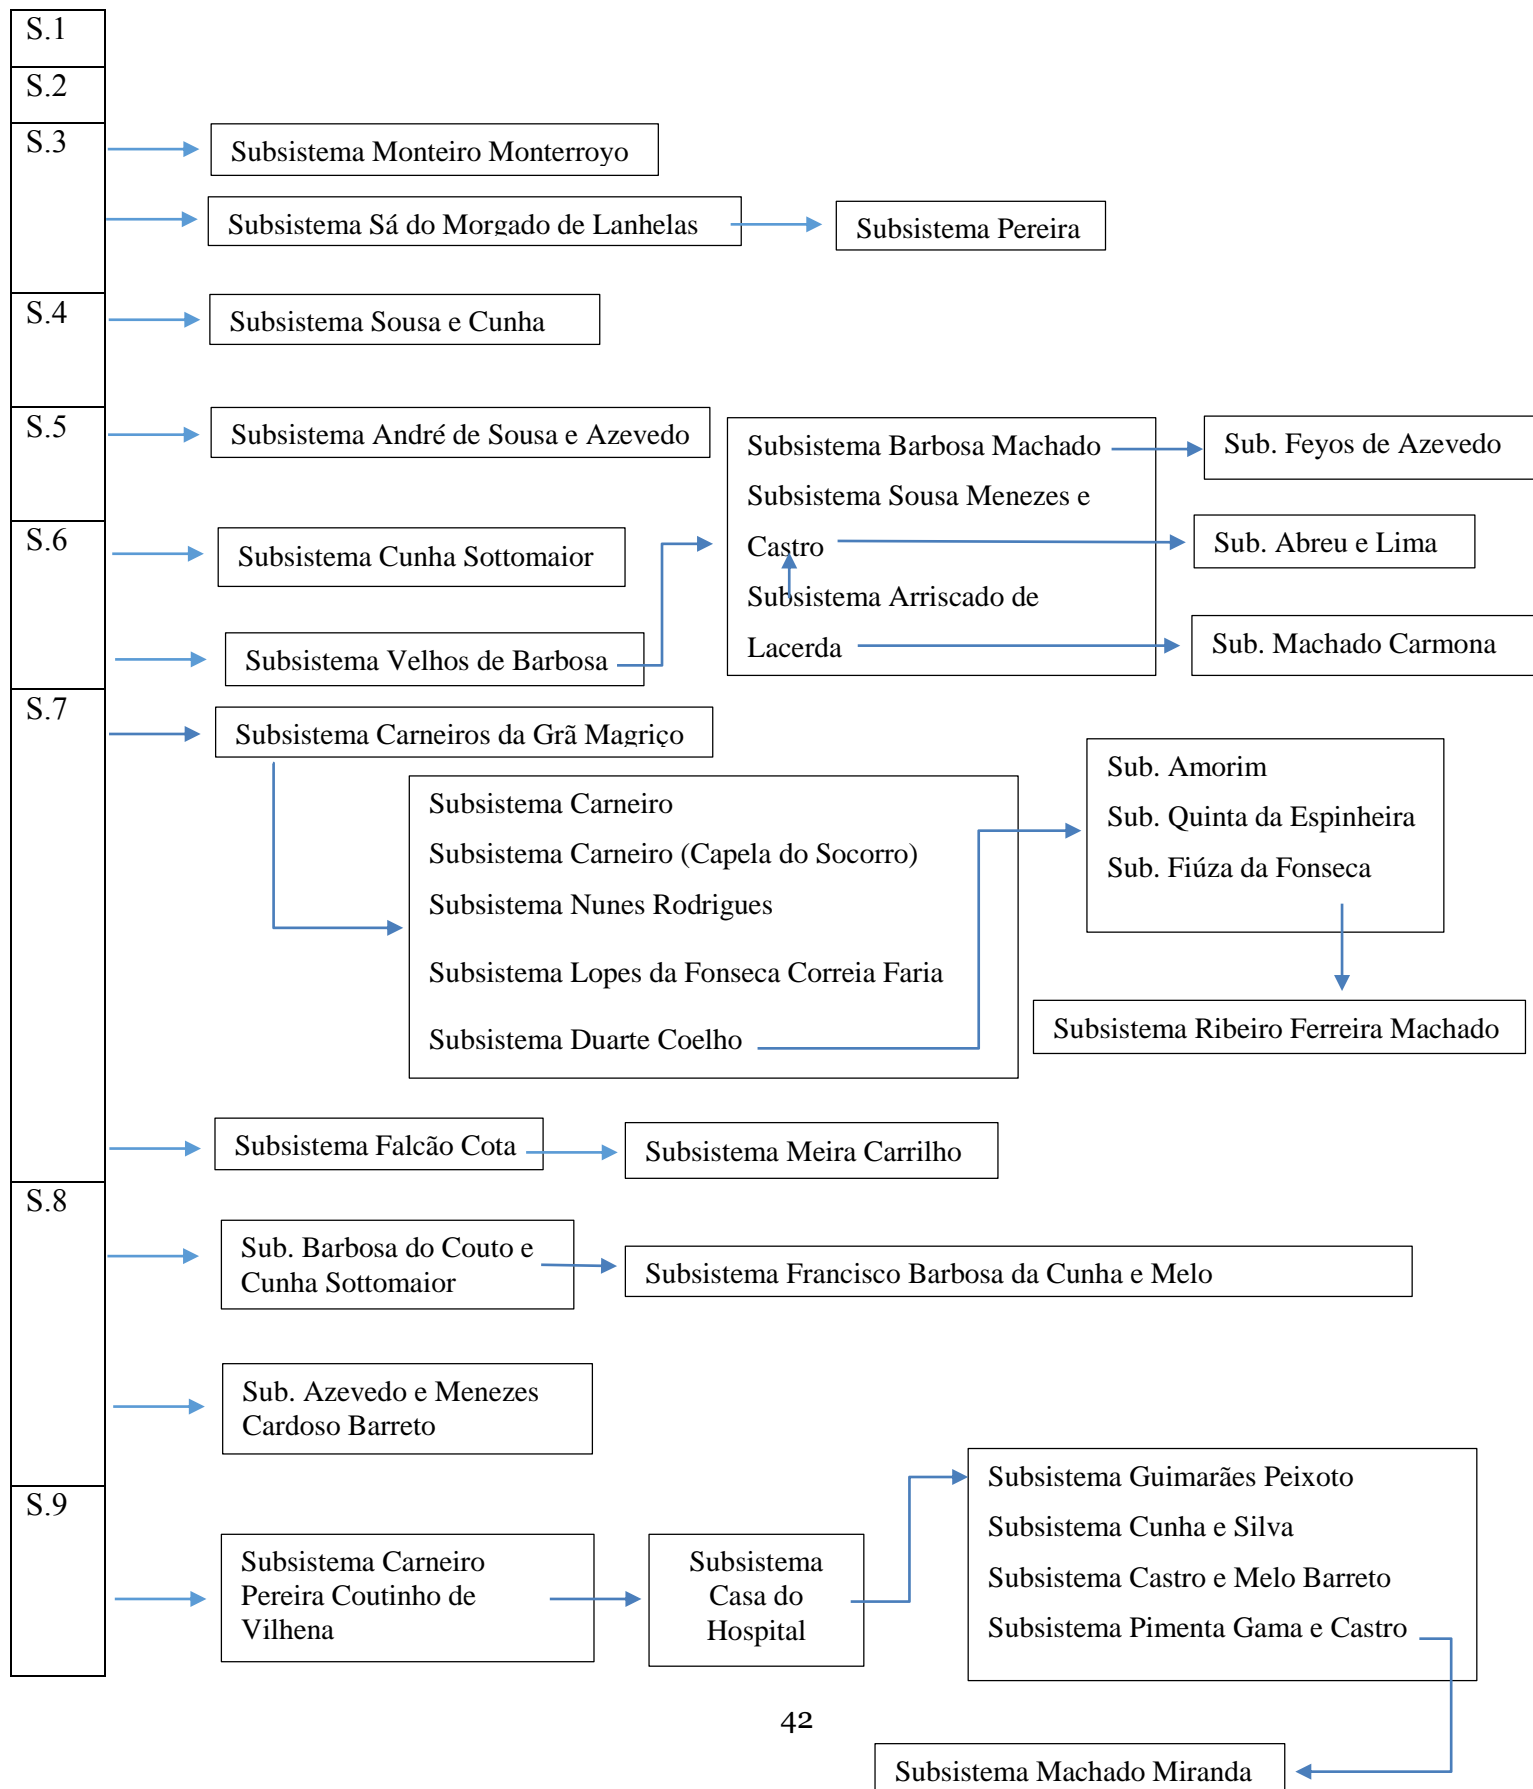 S.1
S.2
S.3
Subsistema Monteiro Monterroyo
Subsistema Sá do Morgado de Lanhelas
Subsistema Pereira
S.4
Subsistema Sousa e Cunha
S.5
Subsistema André de Sousa e Azevedo
Subsistema Barbosa Machado
Subsistema Sousa Menezes e
Castro
Subsistema Arriscado de
Lacerda
Sub. Feyos de Azevedo
Sub. Abreu e Lima
Sub. Machado Carmona
S.6
Subsistema Cunha Sottomaior
Subsistema Velhos de Barbosa
S.7
Subsistema Carneiros da Grã Magriço
Subsistema Carneiro
Subsistema Carneiro (Capela do Socorro)
Subsistema Nunes Rodrigues
Subsistema Lopes da Fonseca Correia Faria
Subsistema Duarte Coelho
Sub. Amorim
Sub. Quinta da Espinheira
Sub. Fiúza da Fonseca
Subsistema Ribeiro Ferreira Machado
Subsistema Falcão Cota
Subsistema Meira Carrilho
S.8
Sub. Barbosa do Couto e
Cunha Sottomaior
Subsistema Francisco Barbosa da Cunha e Melo
Sub. Azevedo e Menezes
Cardoso Barreto
S.9
Subsistema Carneiro
Pereira Coutinho de
Vilhena
Subsistema
Casa do
Hospital
Subsistema Guimarães Peixoto
Subsistema Cunha e Silva
Subsistema Castro e Melo Barreto
Subsistema Pimenta Gama e Castro
42
Subsistema Machado Miranda